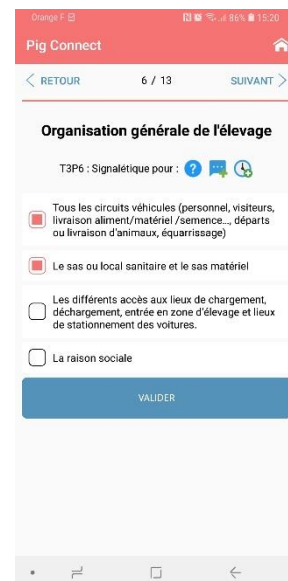 Orange F 86% 15:20
Pig Connect
< RETOUR 6 / 13 SUIVANT >
Organisation générale de l'élevage
T3P6 : Signalétique pour : ?
Tous les circuits véhicules (personnel, visiteurs,
livraison aliment/matériel /semence..., départs
ou livraison d'animaux, équarrissage)
Le sas ou local sanitaire et le sas matériel
Les différents accès aux lieux de chargement,
déchargement, entrée en zone d'élevage et lieux
de stationnement des voitures.
La raison sociale
VALIDER